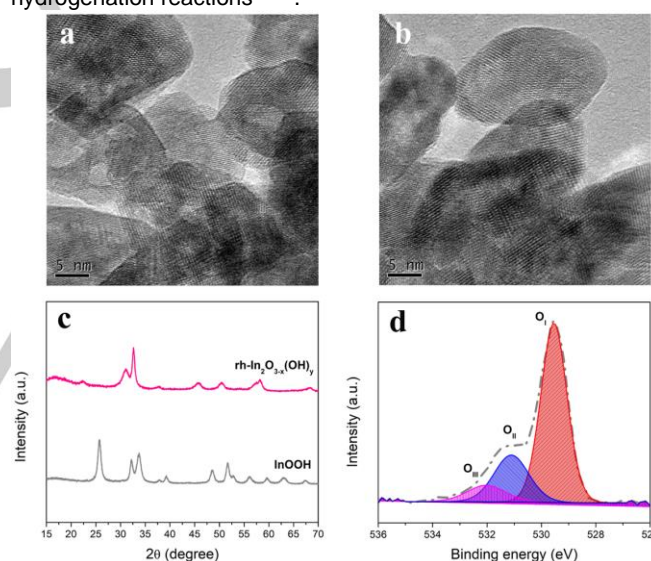 hydrogenation reactions .
a
b
5 nm
5 nm
c
rh-In2O3-x(OH)y
InOOH
Intensity (a.u.)
15 20 25 30 35 40 45 50 55 60 65 70
2θ (degree)
d
OI
OII
OIII
Intensity (a.u.)
536 534 532 530 528
Binding energy (eV)